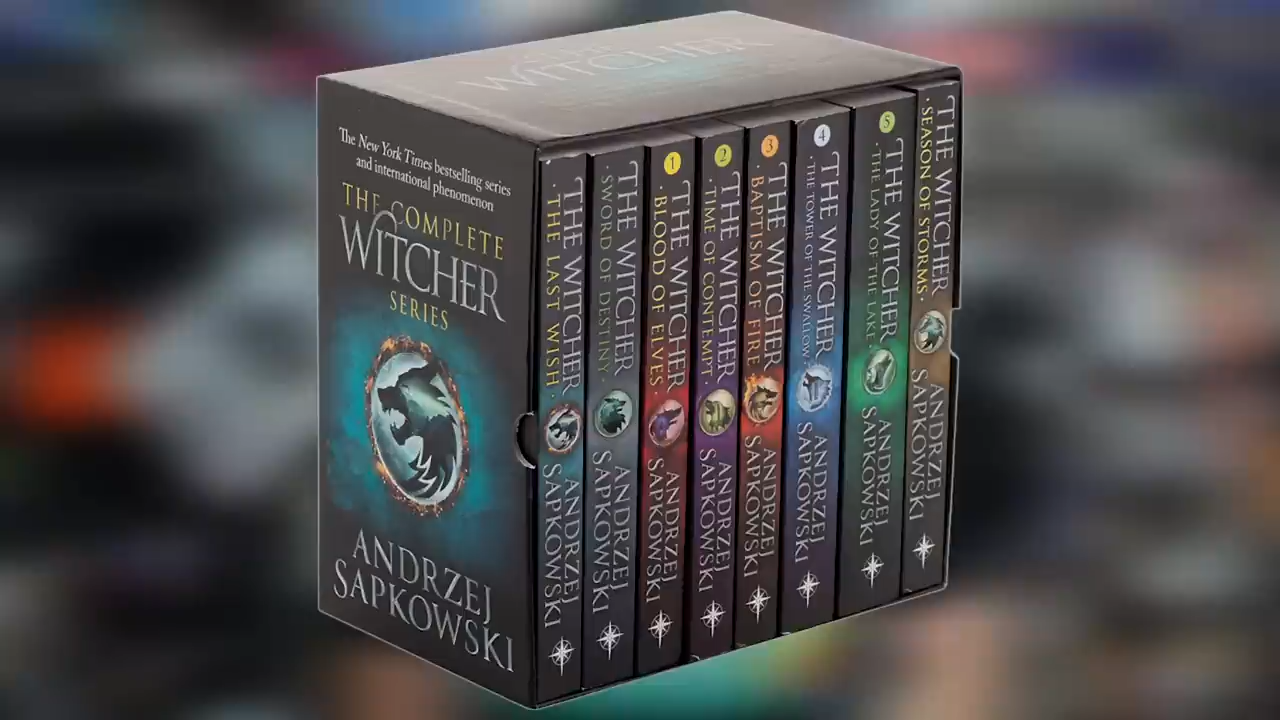 THE
WITCHER
The New York Times bestselling series
and international phenomenon
THE COMPLETE
WITCHER
SERIES
ANDRZEJ
SAPKOWSKI
THE WITCHER
· THE LAST WISH ·
ANDRZEJ
SAPKOWSKI
THE WITCHER
· SWORD OF DESTINY ·
ANDRZEJ
SAPKOWSKI
1
THE WITCHER
· BLOOD OF ELVES ·
ANDRZEJ
SAPKOWSKI
2
THE WITCHER
· TIME OF CONTEMPT ·
ANDRZEJ
SAPKOWSKI
3
THE WITCHER
· BAPTISM OF FIRE ·
ANDRZEJ
SAPKOWSKI
4
THE WITCHER
· THE TOWER OF THE SWALLOW ·
ANDRZEJ
SAPKOWSKI
5
THE WITCHER
· THE LADY OF THE LAKE ·
ANDRZEJ
SAPKOWSKI
THE WITCHER
· SEASON OF STORMS ·
ANDRZEJ
SAPKOWSKI